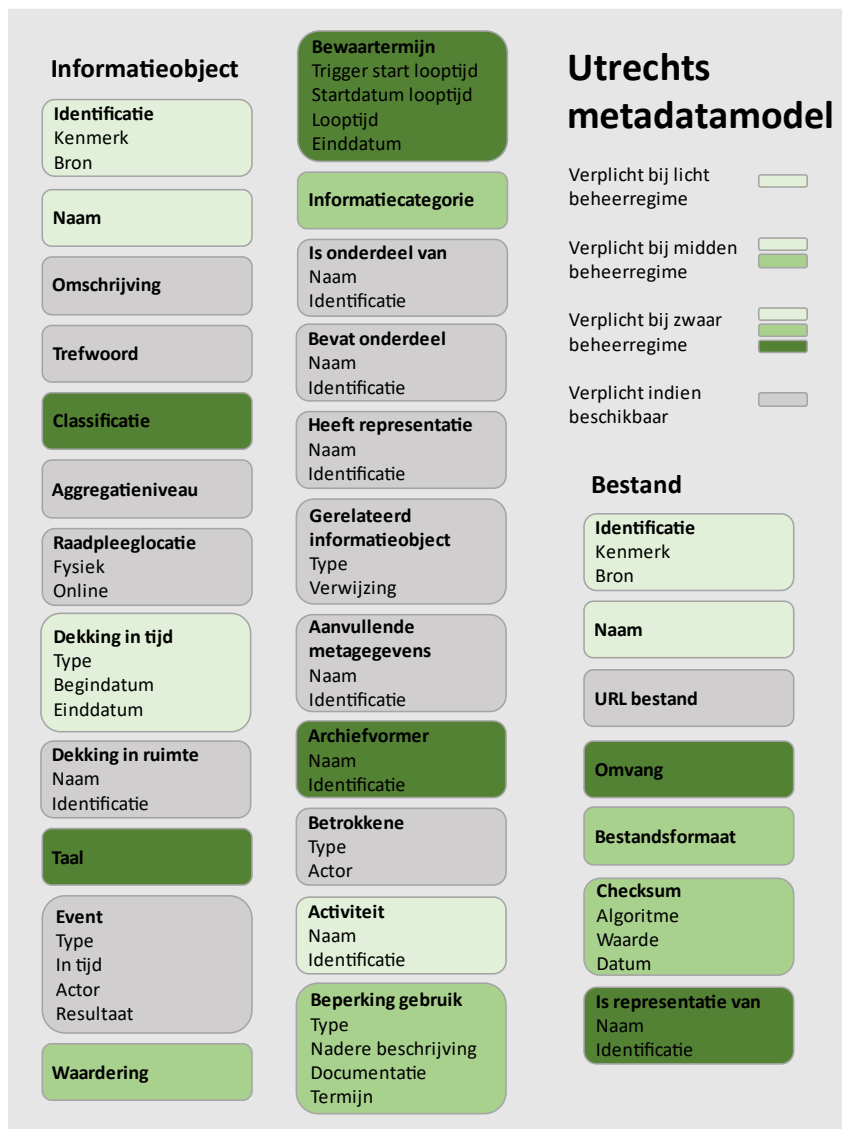 Informatieobject
Identificatie
Kenmerk
Bron
Naam
Omschrijving
Trefwoord
Classificatie
Aggregatieniveau
Raadpleeglocatie
Fysiek
Online
Dekking in tijd
Type
Begindatum
Einddatum
Dekking in ruimte
Naam
Identificatie
Taal
Event
Type
In tijd
Actor
Resultaat
Waardering
Bewaartermijn
Trigger start looptijd
Startdatum looptijd
Looptijd
Einddatum
Informatiecategorie
Is onderdeel van
Naam
Identificatie
Bevat onderdeel
Naam
Identificatie
Heeft representatie
Naam
Identificatie
Gerelateerd
informatieobject
Type
Verwijzing
Aanvullende
metagegevens
Naam
Identificatie
Archiefvormer
Naam
Identificatie
Betrokkene
Type
Actor
Activiteit
Naam
Identificatie
Beperking gebruik
Type
Nadere beschrijving
Documentatie
Termijn
Utrechts
metadatamodel
Verplicht bij licht
beheerregime
Verplicht bij midden
beheerregime
Verplicht bij zwaar
beheerregime
Verplicht indien
beschikbaar
Bestand
Identificatie
Kenmerk
Bron
Naam
URL bestand
Omvang
Bestandsformaat
Checksum
Algoritme
Waarde
Datum
Is representatie van
Naam
Identificatie